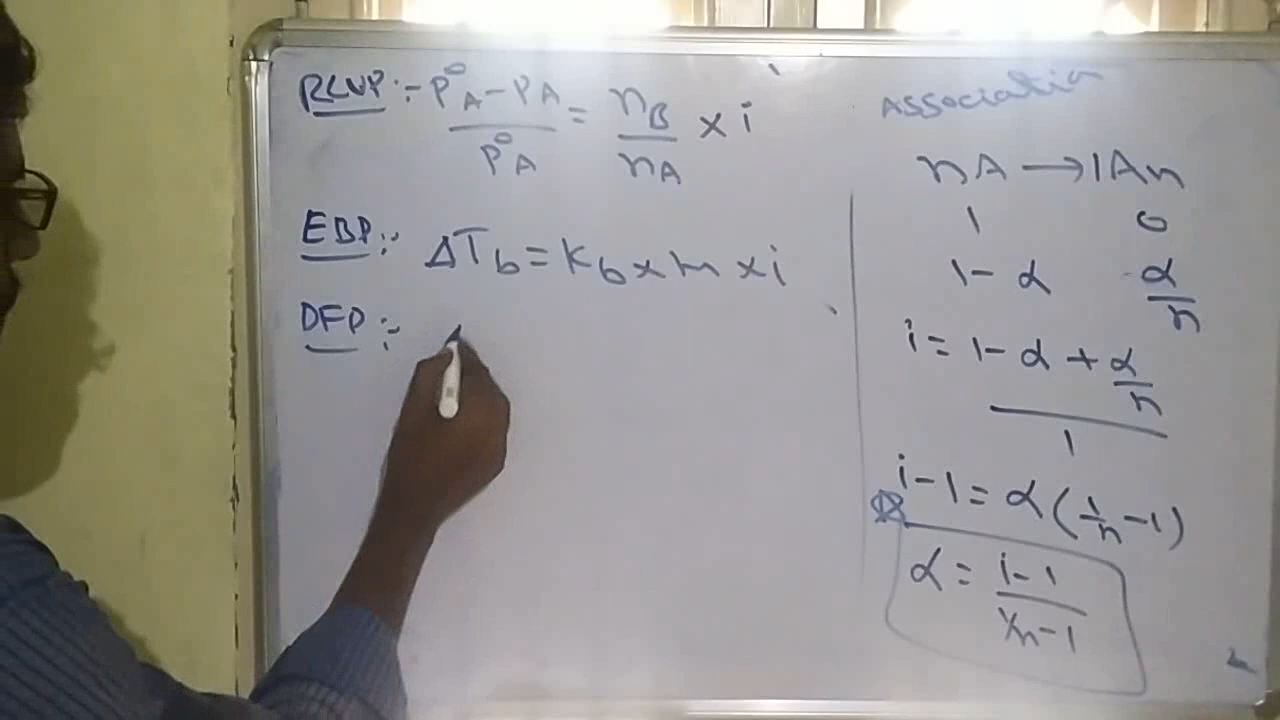 RLVP:- P°A - PA / P°A = nB / nA × i
EBP:- ΔTb = Kb × m × i
DFP:-
Association
nA → 1An
1 0
1-α α/n
i = 1-α + α/n / 1
i-1 = α(1/n -1)
α = i-1 / 1/n -1